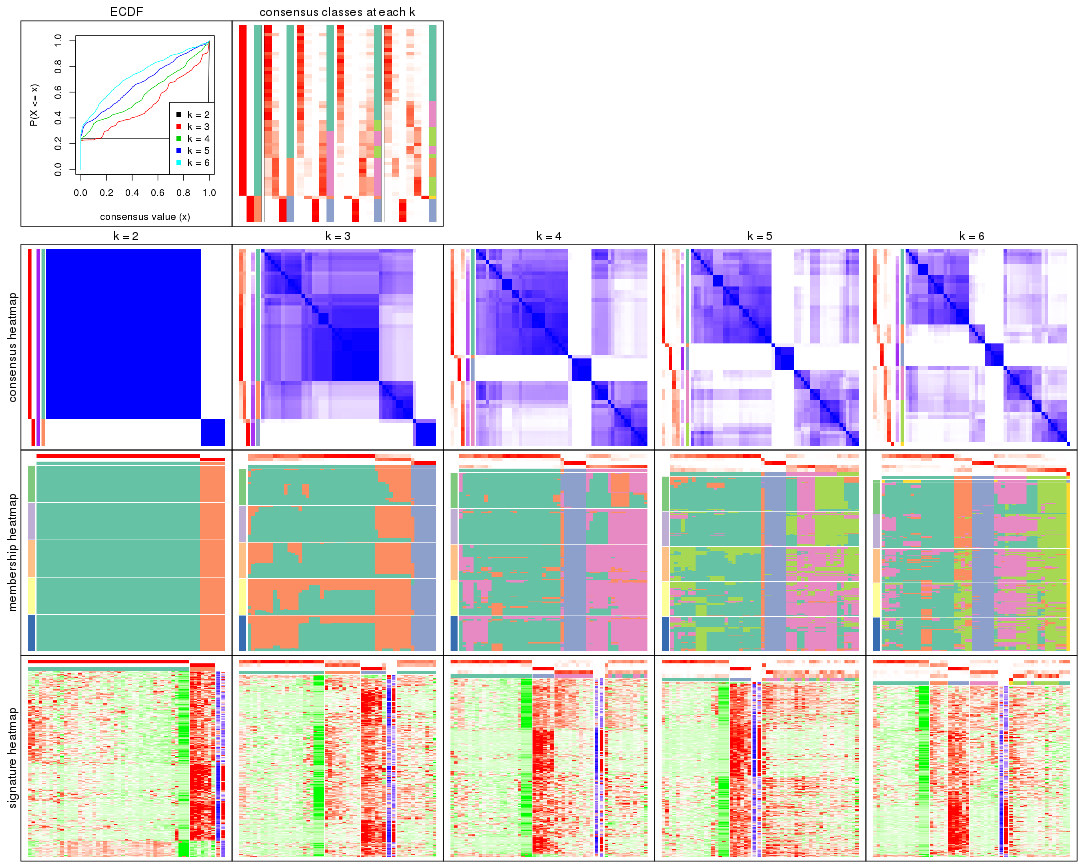 ECDF
consensus classes at each k
P(X <= x)
0.0
0.2
0.4
0.6
0.8
1.0
k = 2
k = 3
k = 4
k = 5
k = 6
0.0 0.2 0.4 0.6 0.8 1.0
consensus value (x)
k = 2
k = 3
k = 4
k = 5
k = 6
consensus heatmap
membership heatmap
signature heatmap